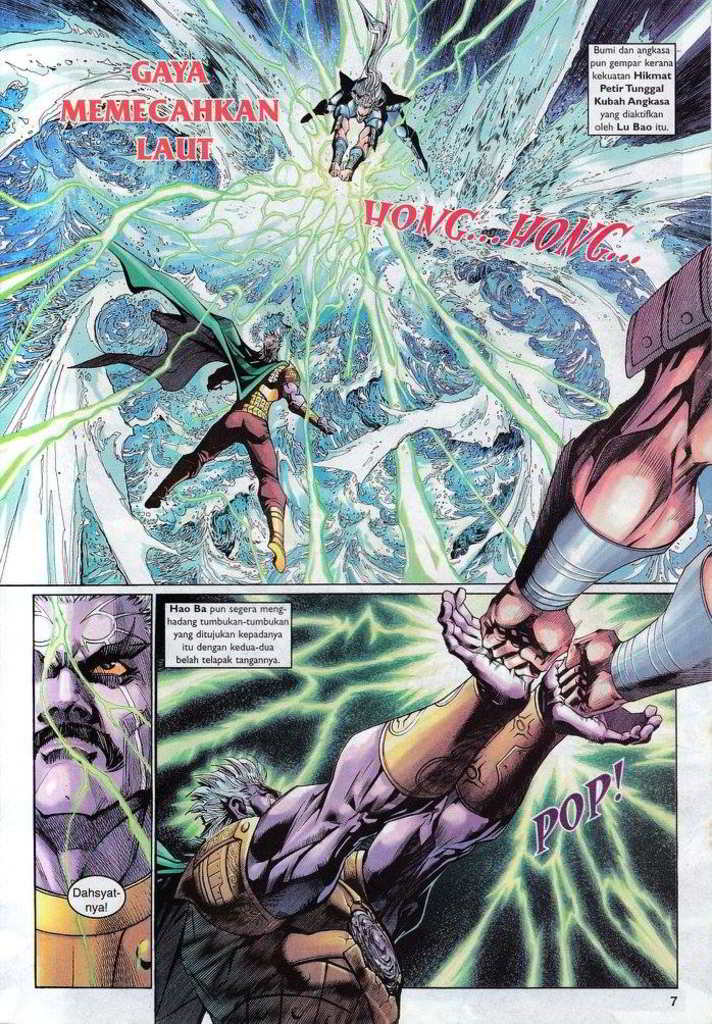 GAYA
MEMECAHKAN
LAUT
Bumi dan angkasa
pun gempar kerana
kekuatan Hikmat
Petir Tunggal
Kubah Angkasa
yang diaktifkan
oleh Lu Bao itu.
HONG... HONG...
Hao Ba pun segera meng-
hadang tumbukan-tumbukan
yang ditujukan kepadanya
itu dengan kedua-dua
belah telapak tangannya.
Dahsyat-
nya!
POP!
7